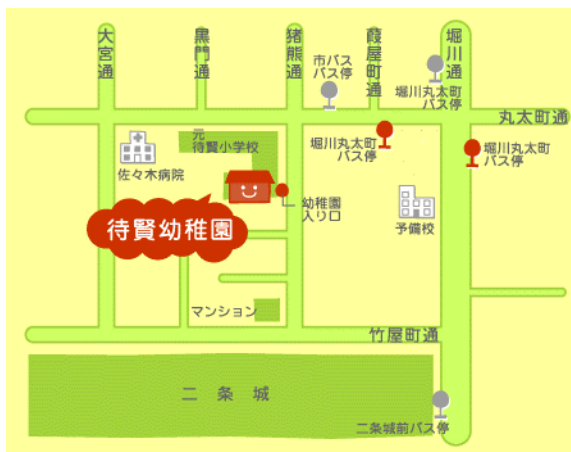 大宮通
黒門通
猪熊通
葭屋町通
堀川通
市バス
バス停
堀川丸太町
バス停
丸太町通
元
待賢小学校
堀川丸太町
バス停
堀川丸太町
バス停
佐々木病院
幼稚園
入り口
予備校
待賢幼稚園
マンション
竹屋町通
二条城
二条城前バス停